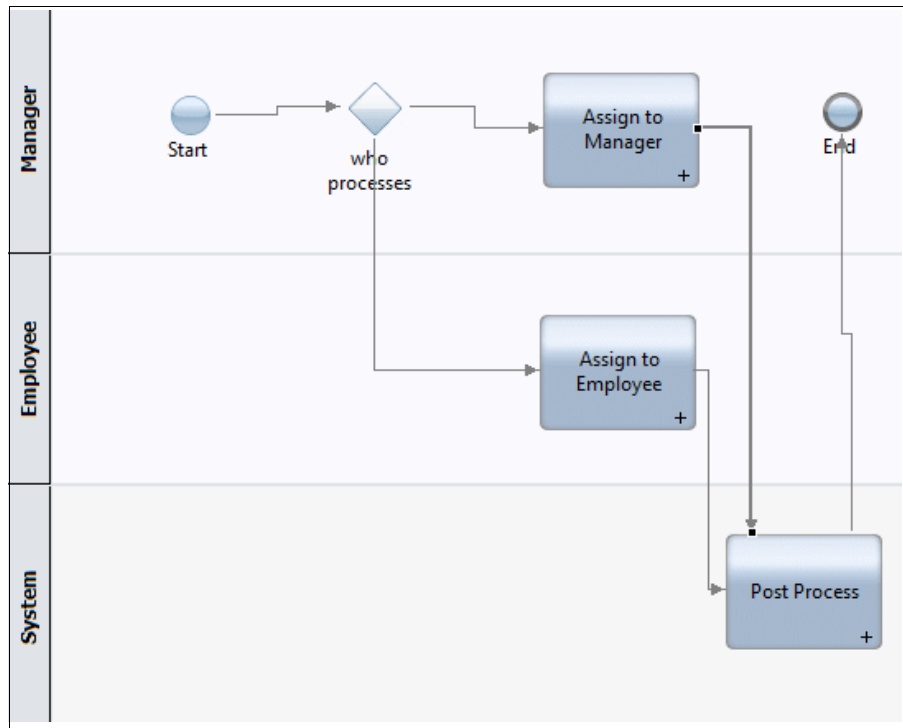 Manager
Start
who
processes
Assign to
Manager
+
End
Employee
Assign to
Employee
+
System
Post Process
+